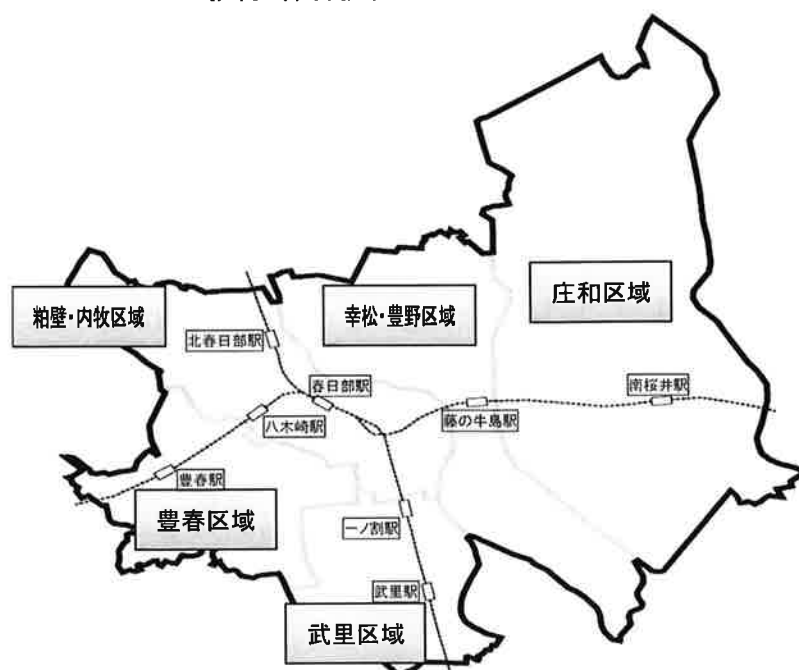 庄和区域
粕壁・内牧区域
幸松・豊野区域
北春日部駅
春日部駅
南桜井駅
八木崎駅
藤の牛島駅
豊春駅
豊春区域
一ノ割駅
武里駅
武里区域